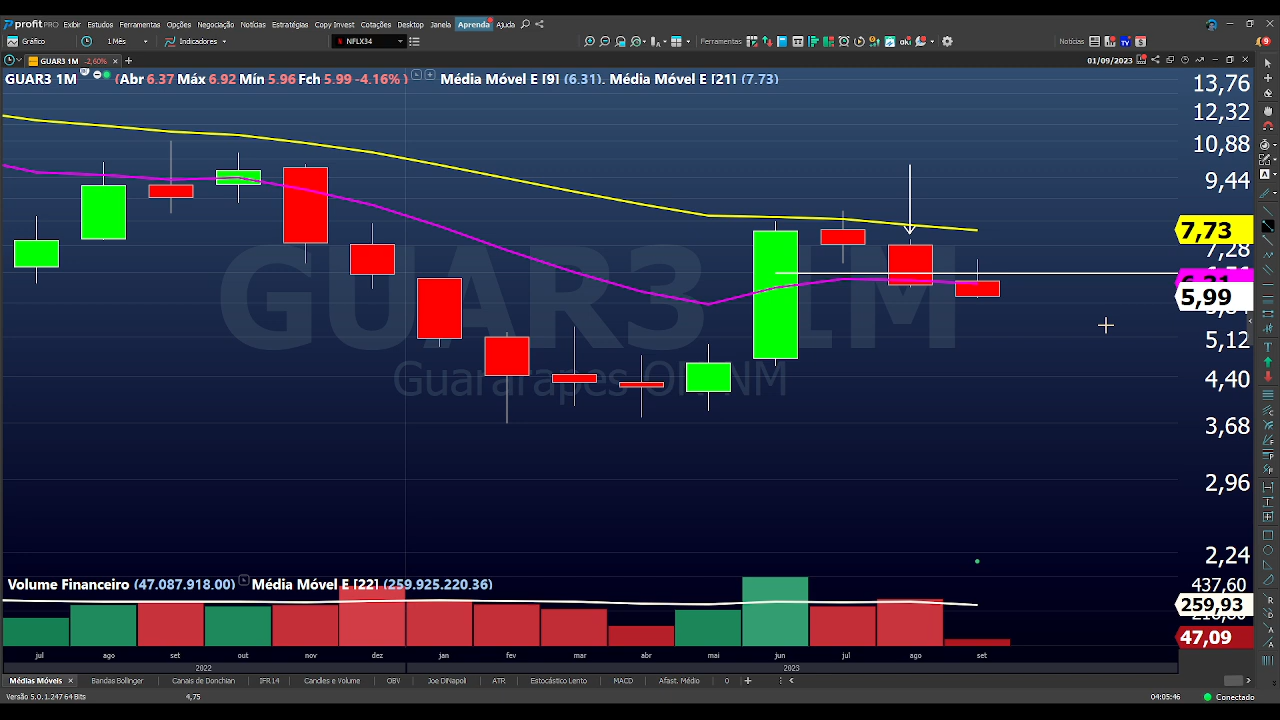 profit PRO Exibir Estudos Ferramentas Opções Negociação Notícias Estratégias Copy Invest Cotações Desktop Janela Aprenda Ajuda
Gráfico 1 Mês Indicadores NFLX34 Ferramentas Notícias 9
GUAR3 1M -2,60% 01/09/2023
GUAR3 1M (Abr 6.37 Máx 6.92 Mín 5.96 Fch 5.99 -4.16% ) Média Móvel E [9] (6.31). Média Móvel E [21] (7.73)
13,76
12,32
10,88
9,44
7,73
7,28
5,99
5,12
4,40
3,68
2,96
2,24
GUAR3 1M
Guararapes ON NM
Volume Financeiro (47.087.918.00) Média Móvel E [22] (259.925.220.36)
437,60
259,93
47,09
jul ago set out nov dez jan fev mar abr mai jun jul ago set
2022 2023
Médias Móveis Bandas Bollinger Canais de Donchian IFR.14 Candles e Volume OBV Joe DiNapoli ATR Estocástico Lento MACD Afast. Médio 0
Versão 5.0.1.247 64 Bits 4,75 04:05:46 Conectado